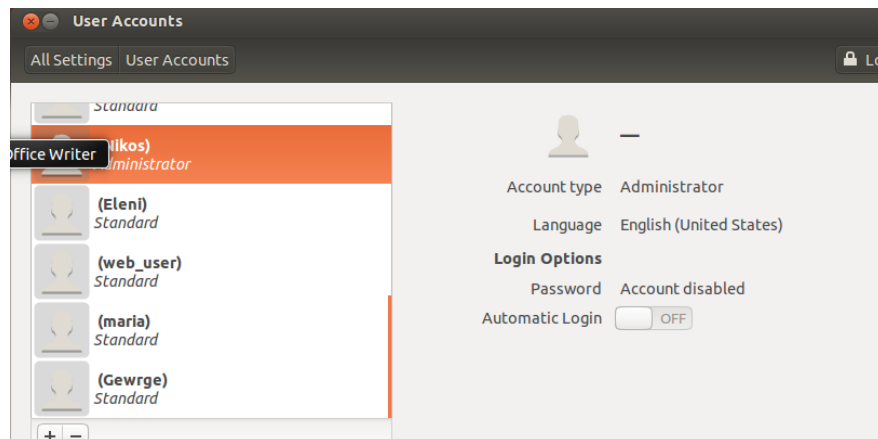 User Accounts
All Settings User Accounts
Standard
ikos)
Administrator
Office Writer
(Eleni)
Standard
(web_user)
Standard
(maria)
Standard
(Gewrge)
Standard
+ −
—
Account type Administrator
Language English (United States)
Login Options
Password Account disabled
Automatic Login OFF